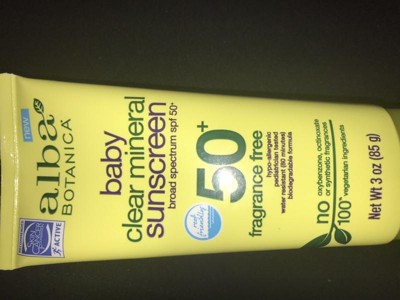 new
alba
BOTANICA
baby
clear mineral
sunscreen
broad spectrum spf 50+
50+
fragrance free
hypo-allergenic
pediatrician tested
water resistant (80 minutes)
biodegradable formula
no oxybenzone, octinoxate
or synthetic fragrances
100% vegetarian ingredients
Net Wt 3 oz (85 g)
ACTIVE